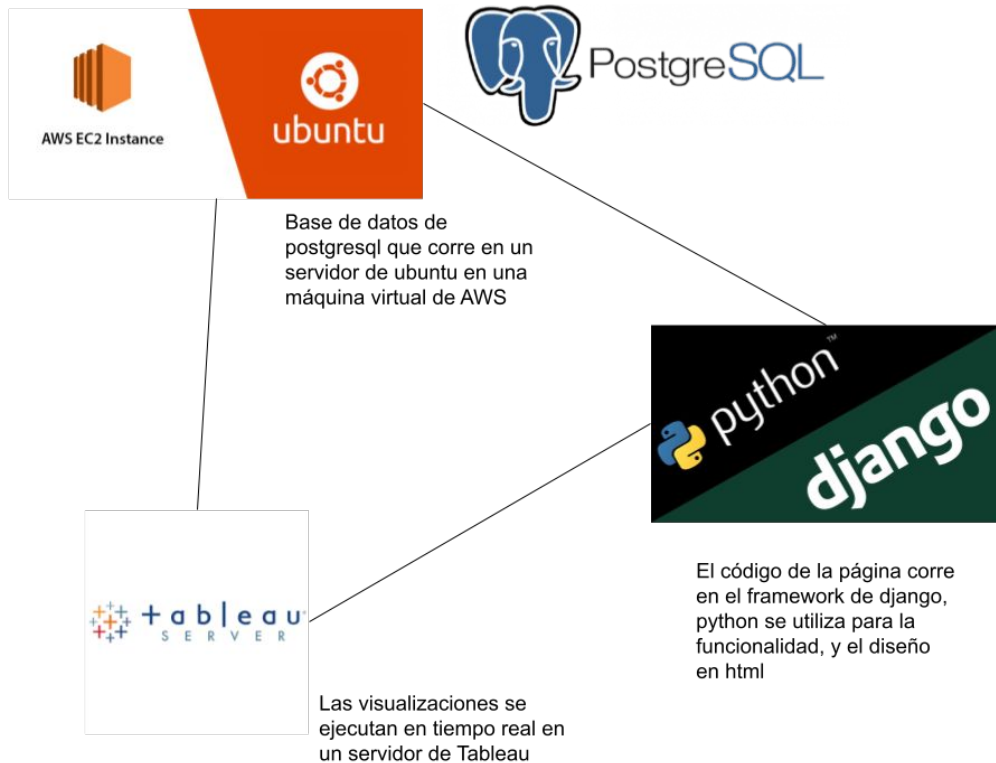 PostgreSQL
AWS EC2 Instance
ubuntu
Base de datos de
postgresql que corre en un
servidor de ubuntu en una
máquina virtual de AWS
python™
django
El código de la página corre
en el framework de django,
python se utiliza para la
funcionalidad, y el diseño
en html
+ableau
SERVER
Las visualizaciones se
ejecutan en tiempo real en
un servidor de Tableau